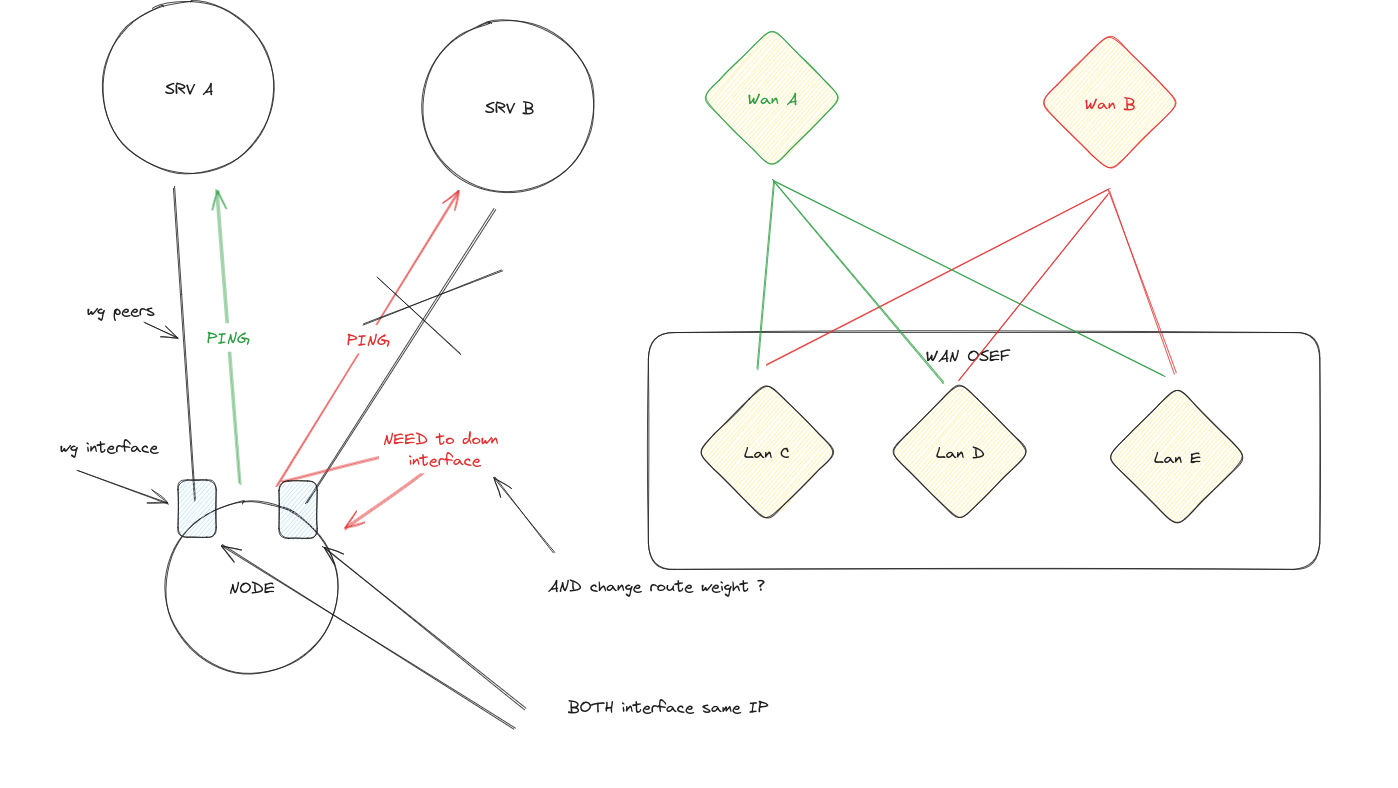 SRV A
SRV B
Wan A
Wan B
wg peers
PING
PING
WAN OSEF
wg interface
NEED to down
interface
Lan C
Lan D
Lan E
NODE
AND change route weight ?
BOTH interface same IP